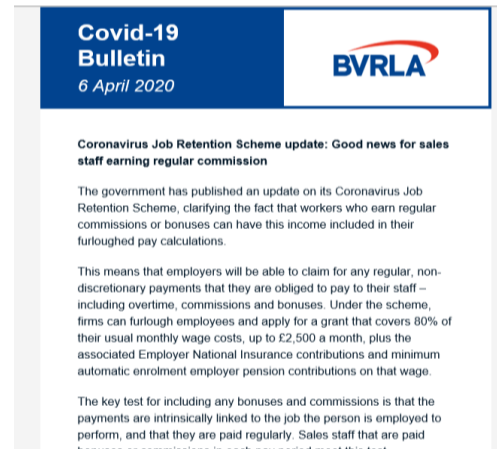 Covid-19
Bulletin
6 April 2020
BVRLA
Coronavirus Job Retention Scheme update: Good news for sales
staff earning regular commission
The government has published an update on its Coronavirus Job
Retention Scheme, clarifying the fact that workers who earn regular
commissions or bonuses can have this income included in their
furloughed pay calculations.
This means that employers will be able to claim for any regular, non-
discretionary payments that they are obliged to pay to their staff –
including overtime, commissions and bonuses. Under the scheme,
firms can furlough employees and apply for a grant that covers 80% of
their usual monthly wage costs, up to £2,500 a month, plus the
associated Employer National Insurance contributions and minimum
automatic enrolment employer pension contributions on that wage.
The key test for including any bonuses and commissions is that the
payments are intrinsically linked to the job the person is employed to
perform, and that they are paid regularly. Sales staff that are paid